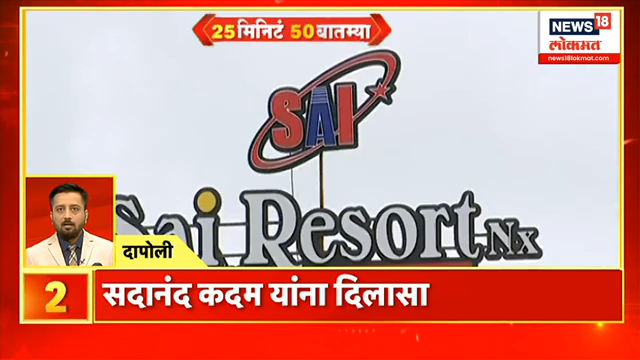 25 मिनिटं 50 बातम्या
NEWS 18
लोकमत
news18lokmat.com
SAI
Sai Resort Nx
दापोली
2 सदानंद कदम यांना दिलासा